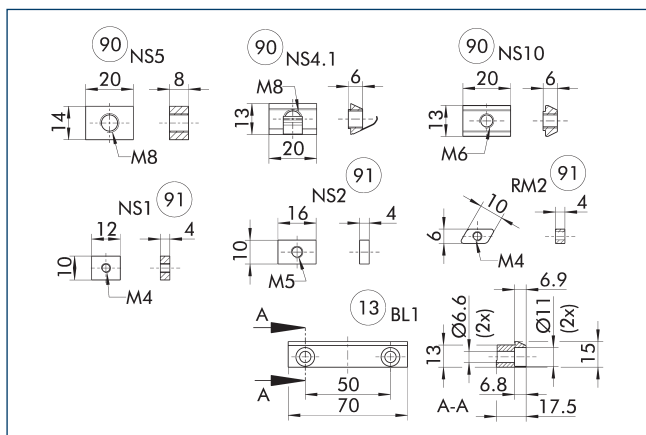 90 NS5
20
8
14
M8
90 NS4.1
M8
6
13
20
90 NS10
20
6
13
M6
NS1 91
12
4
10
M4
NS2 91
16
4
10
M5
RM2 91
10
4
6
M4
13 BL1
A
A
50
70
6.9
Ø6.6
(2x)
Ø11
(2x)
13
15
6.8
A-A
17.5